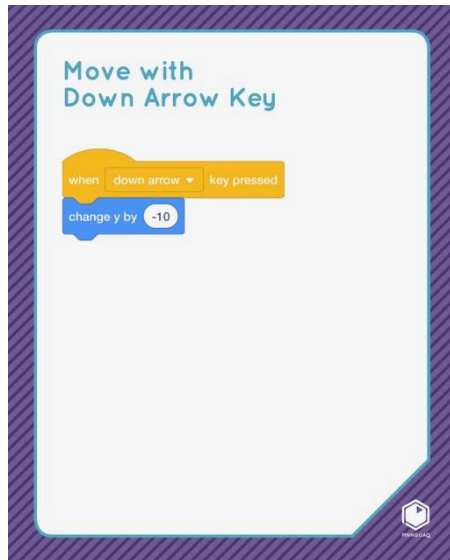 Move with
Down Arrow Key
when down arrow key pressed
change y by -10
PINNGUAQ